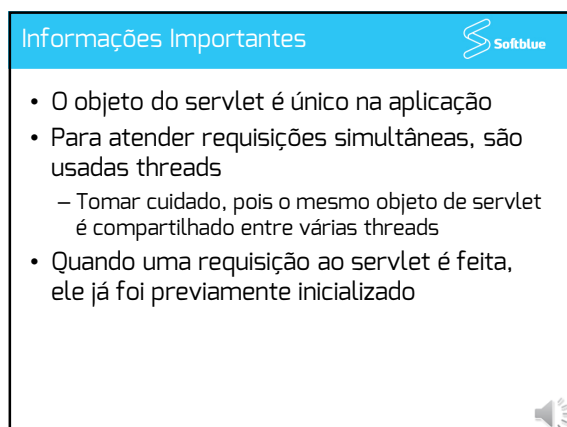 Informações Importantes
Softblue
• O objeto do servlet é único na aplicação
• Para atender requisições simultâneas, são
usadas threads
– Tomar cuidado, pois o mesmo objeto de servlet
é compartilhado entre várias threads
• Quando uma requisição ao servlet é feita,
ele já foi previamente inicializado